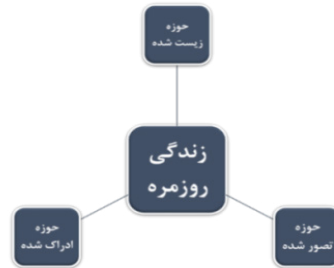 حوزه
زیست شده
زندگی
روزمره
حوزه
تصور شده
حوزه
ادراک شده